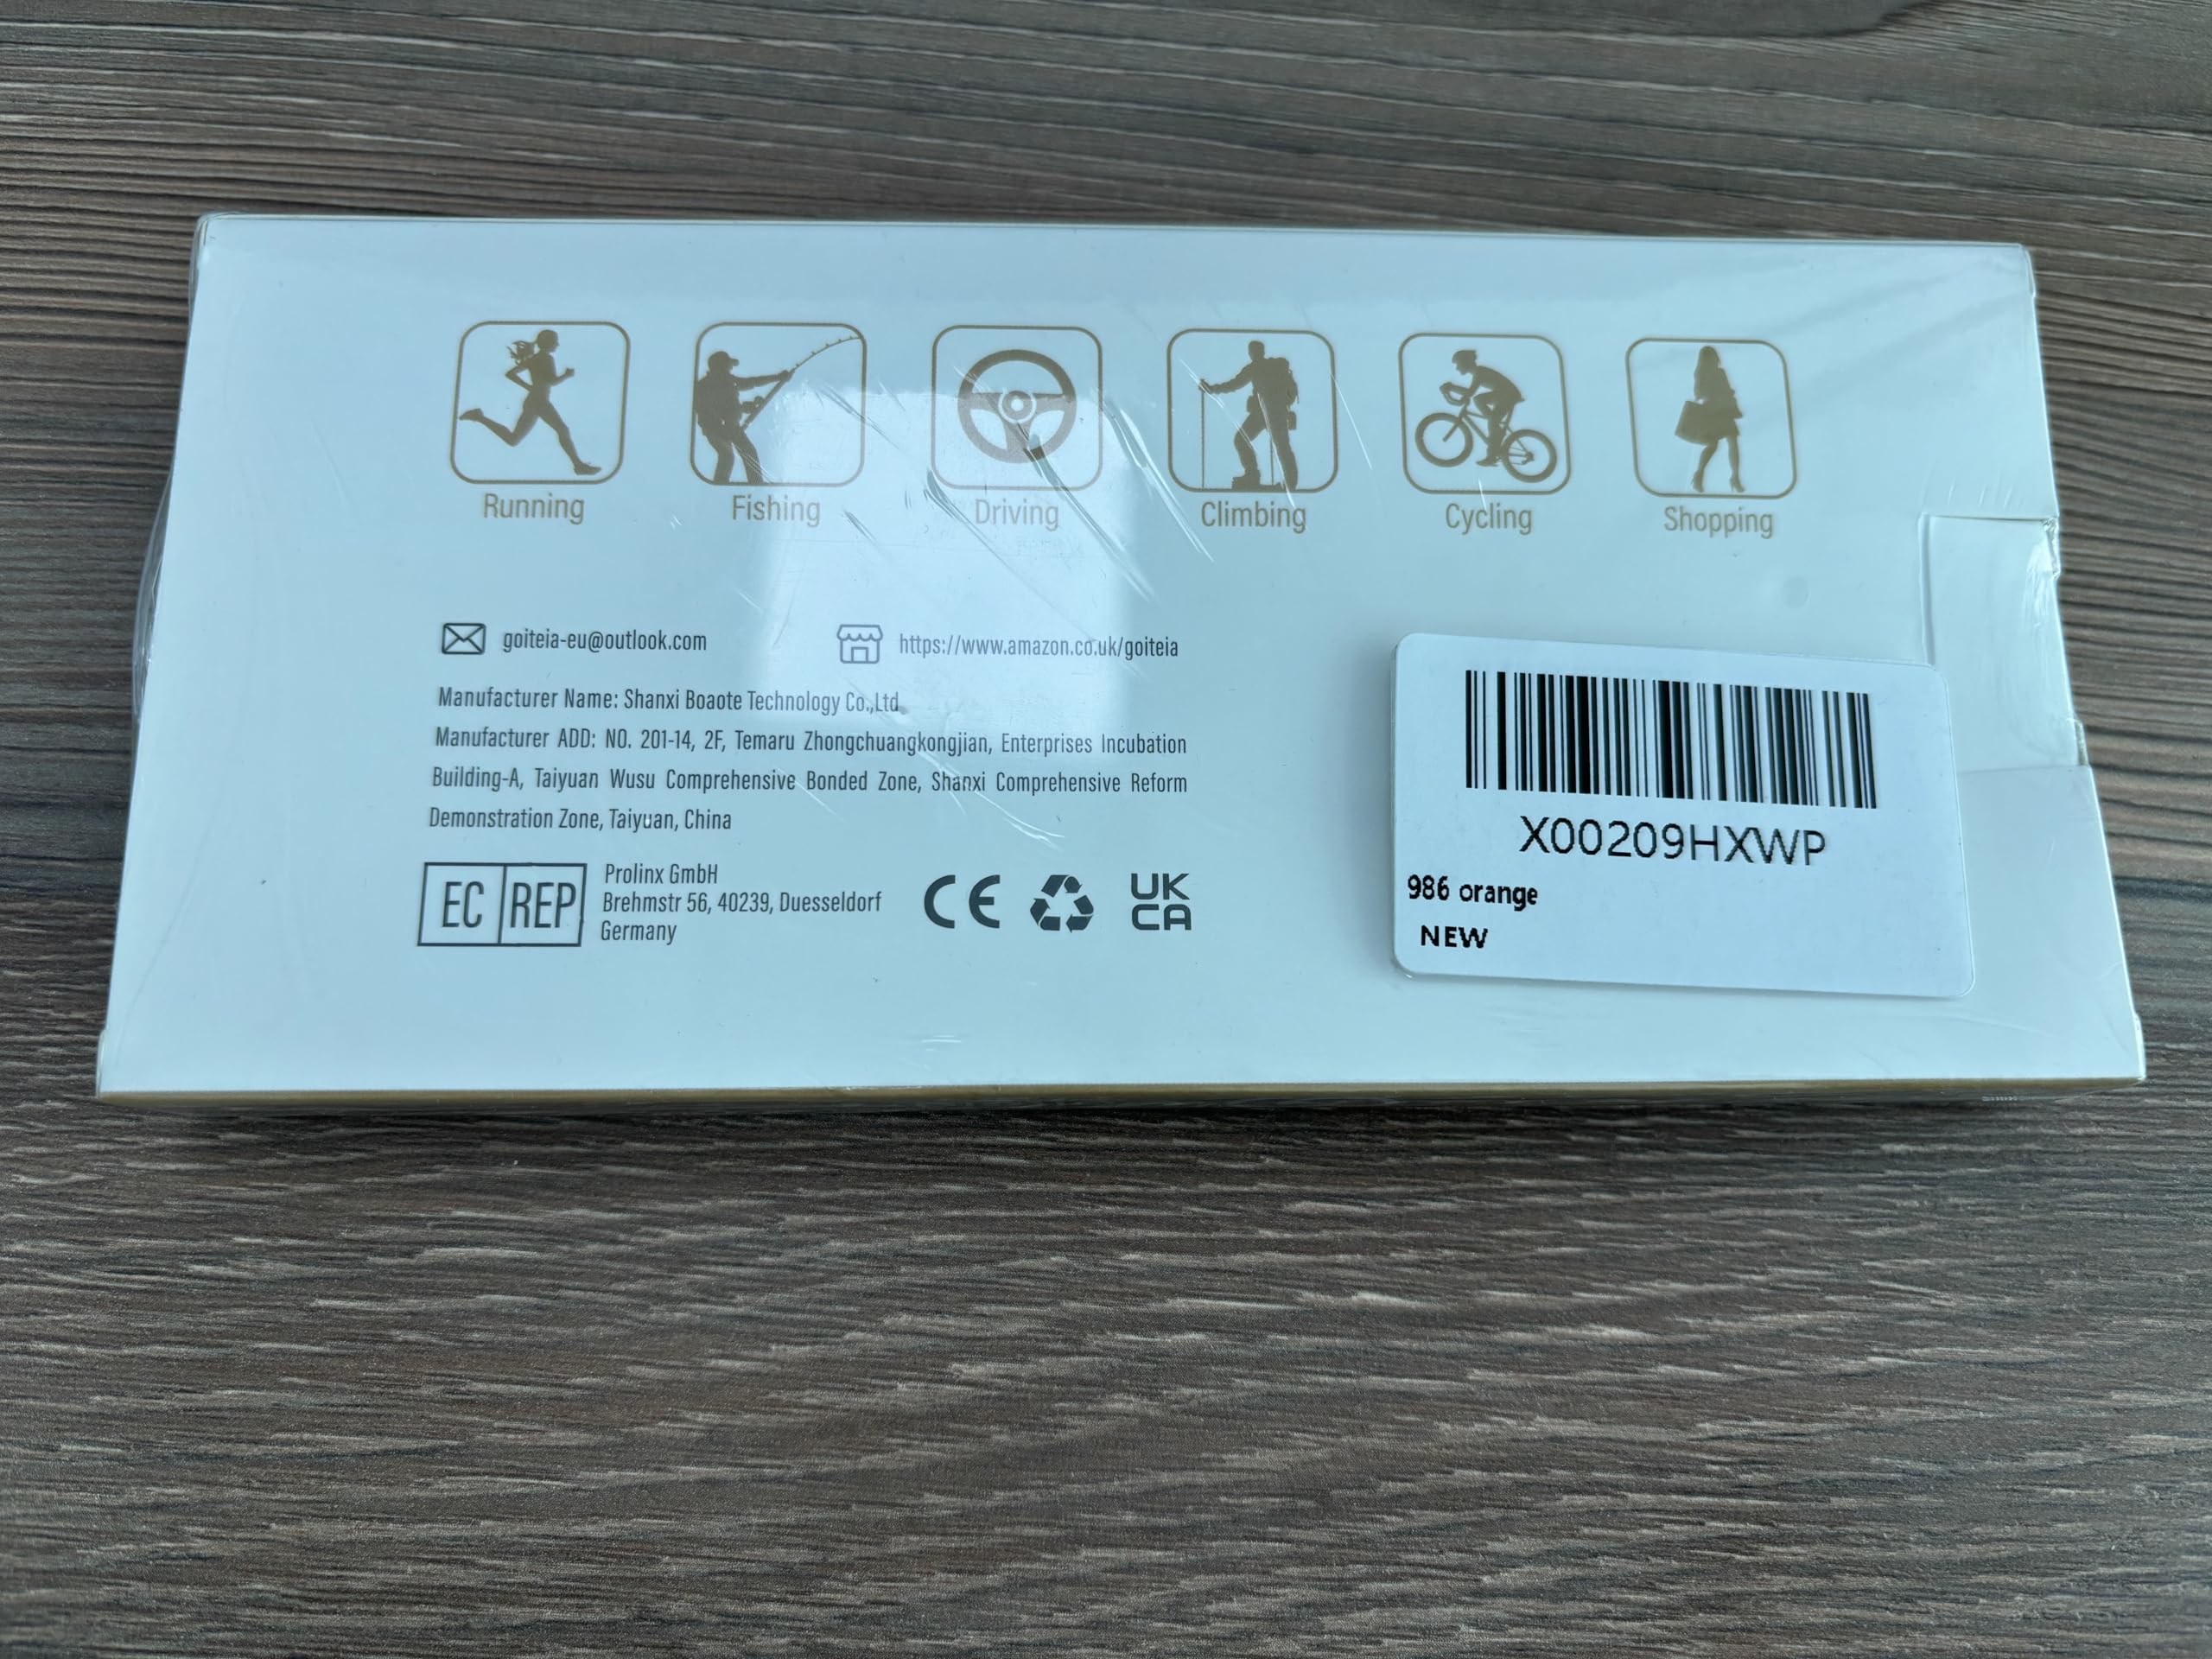 Running
Fishing
Driving
Climbing
Cycling
Shopping
goiteia-eu@outlook.com
https://www.amazon.co.uk/goiteia
Manufacturer Name: Shanxi Boaote Technology Co.,Ltd.
Manufacturer ADD: NO. 201-14, 2F, Temaru Zhongchuangkongjian, Enterprises Incubation
Building-A, Taiyuan Wusu Comprehensive Bonded Zone, Shanxi Comprehensive Reform
Demonstration Zone, Taiyuan, China
EC REP
Prolinx GmbH
Brehmstr 56, 40239, Duesseldorf
Germany
CE
UK
CA
X00209HXWP
986 orange
NEW